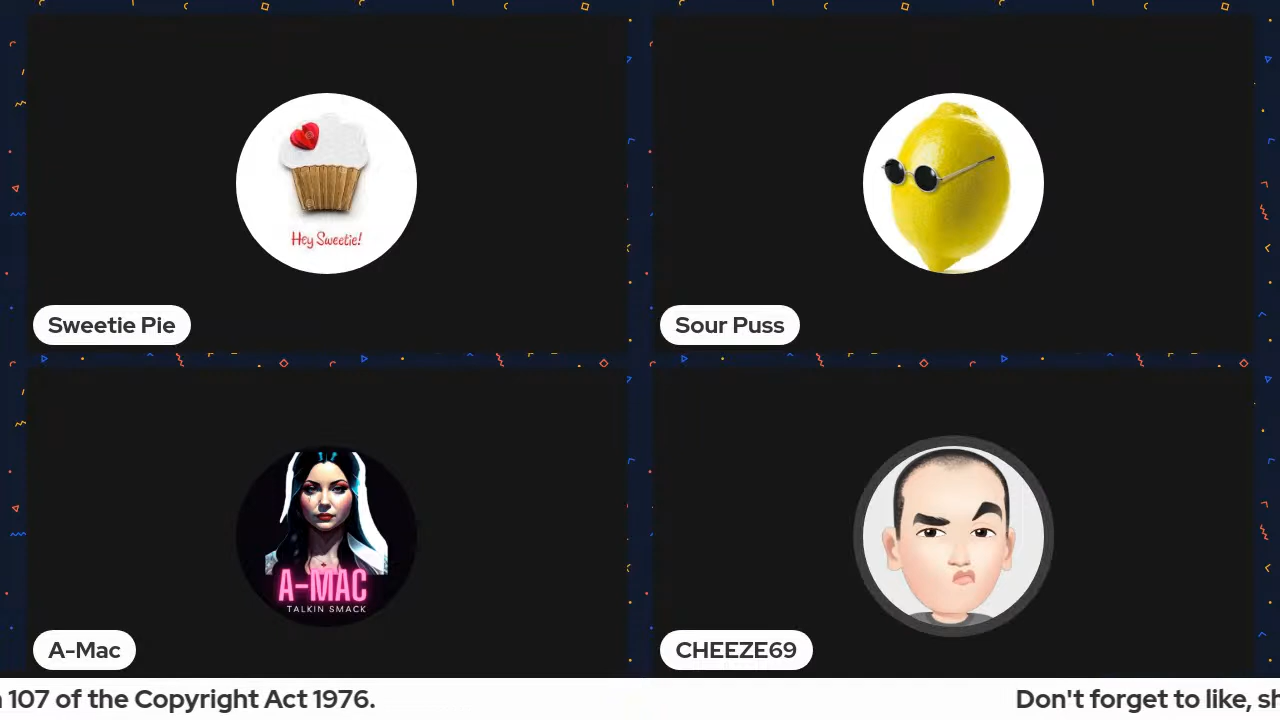 Hey Sweetie!
Sweetie Pie
Sour Puss
A-MAC
TALKIN SMACK
A-Mac
CHEEZE69
107 of the Copyright Act 1976.
Don't forget to like, sh